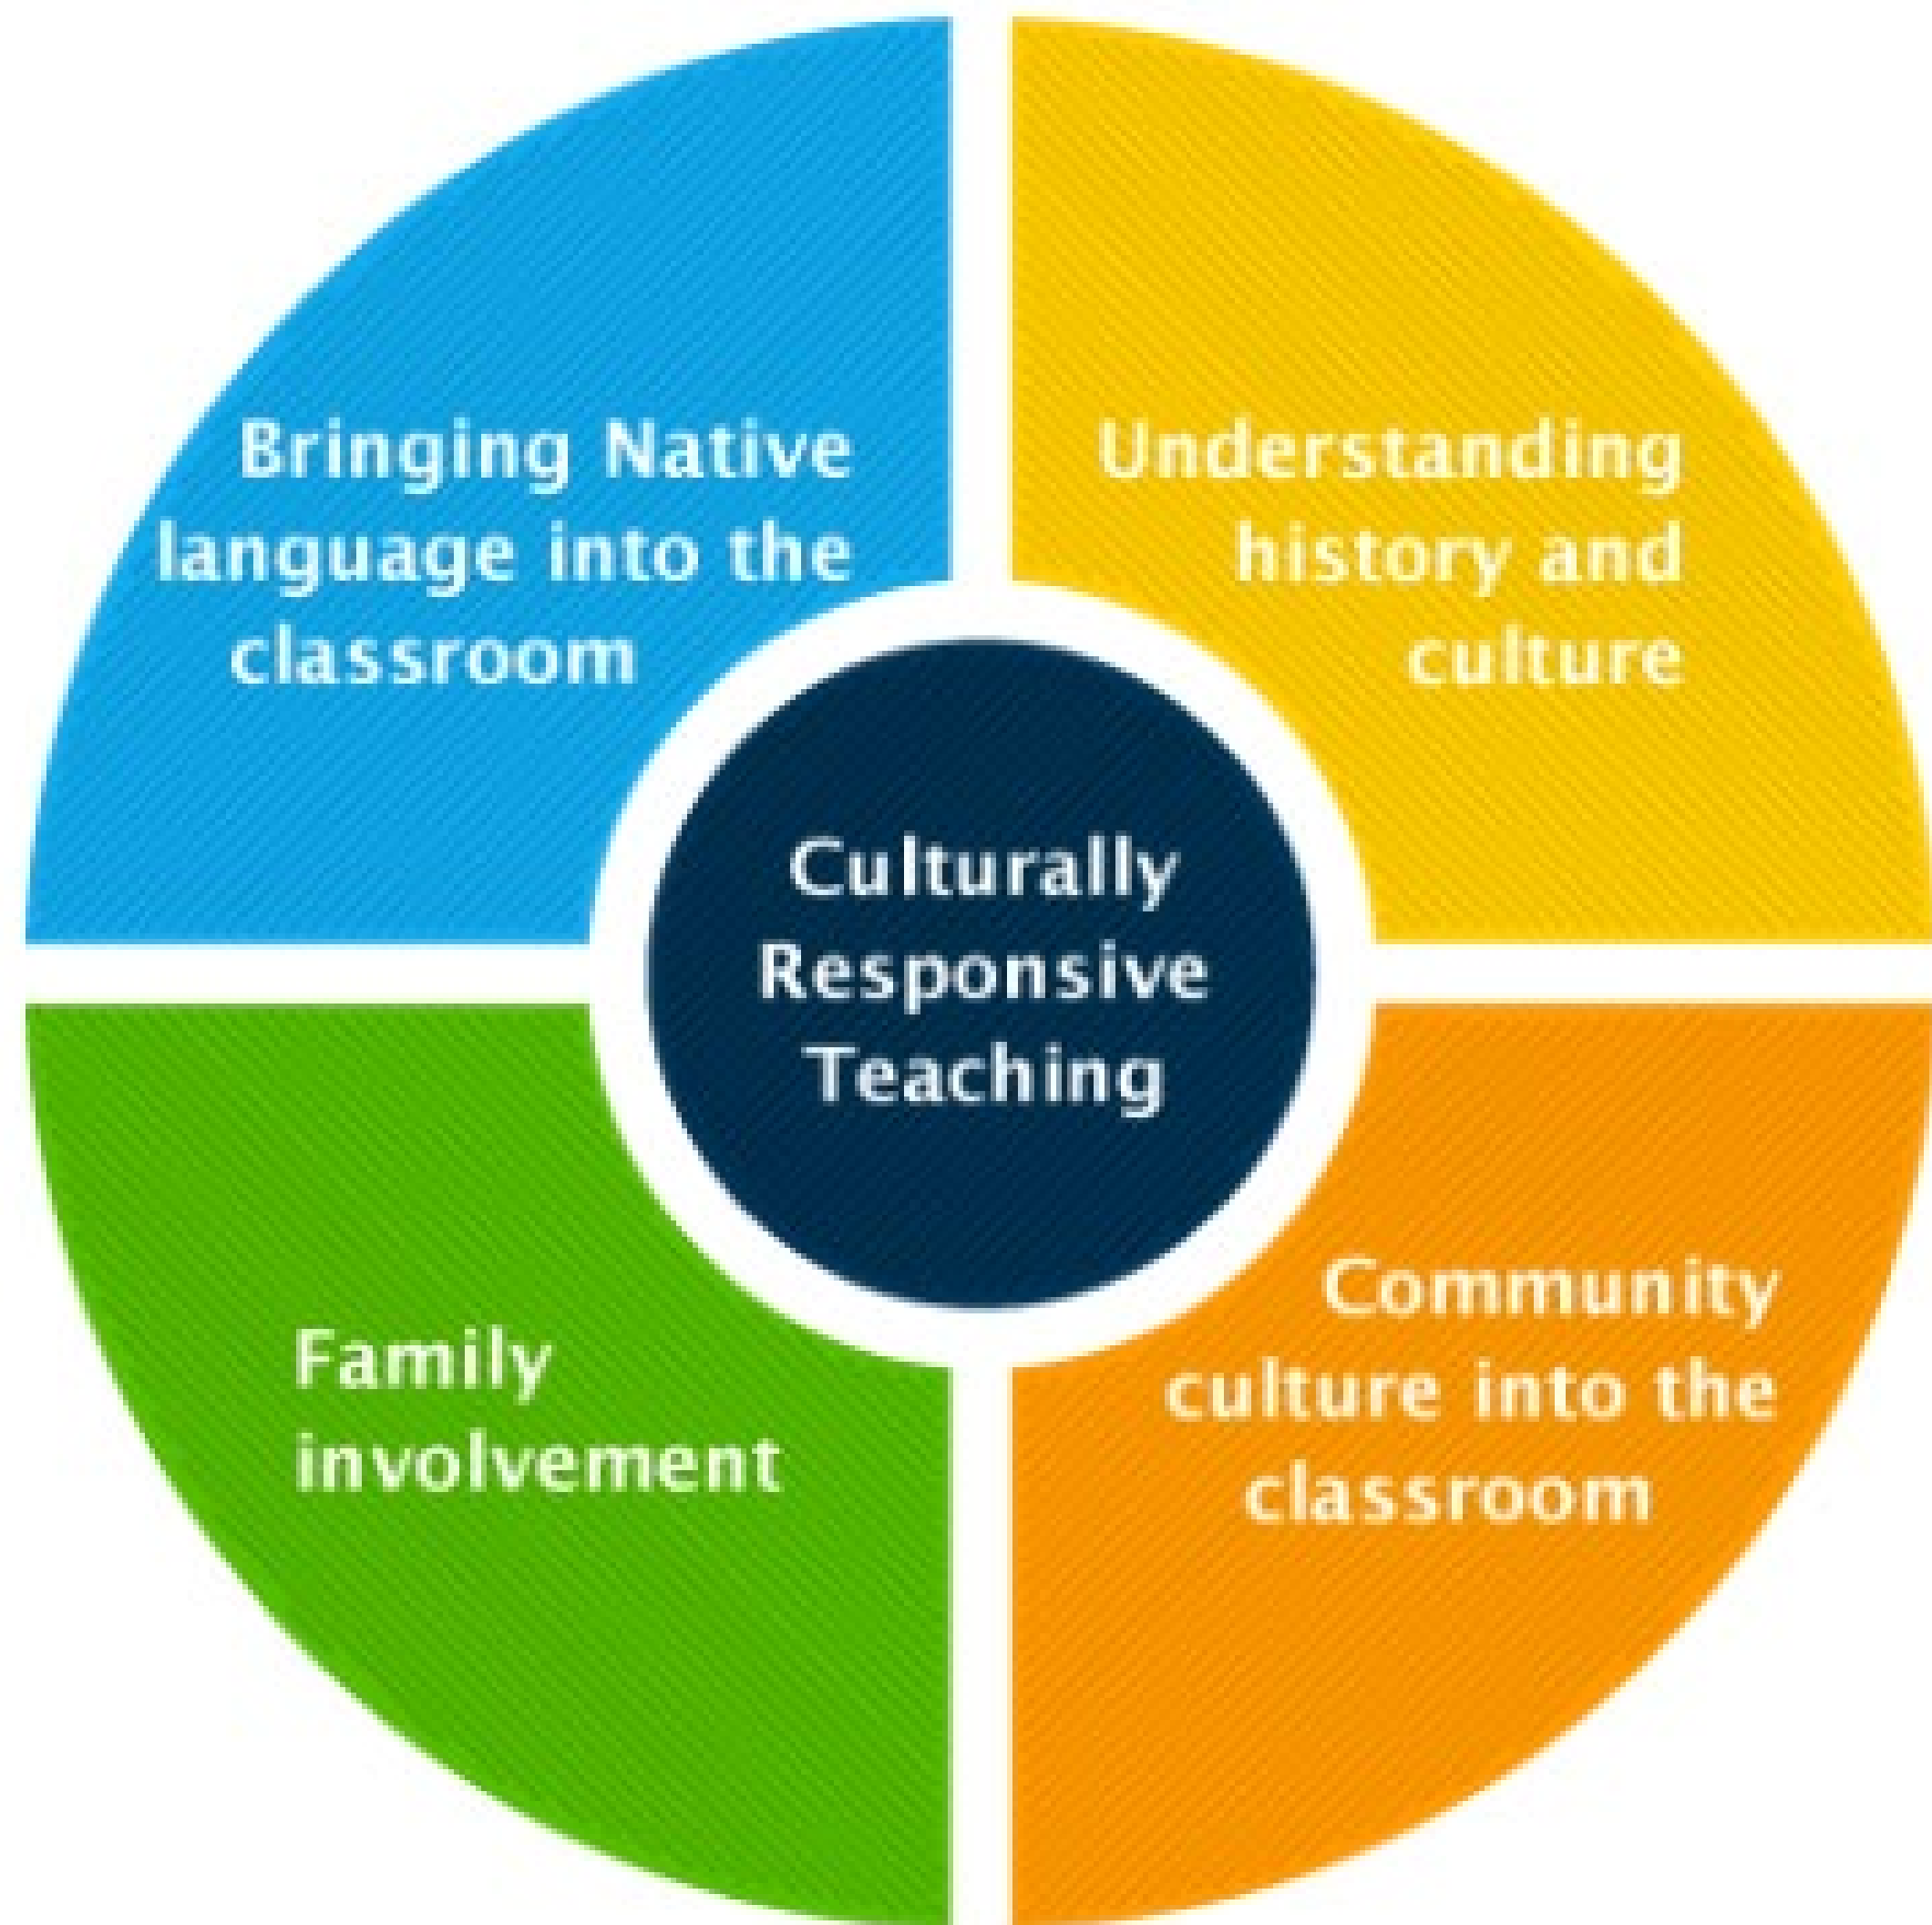 Bringing Native
language into the
classroom
Understanding
history and
culture
Culturally
Responsive
Teaching
Family
involvement
Community
culture into the
classroom